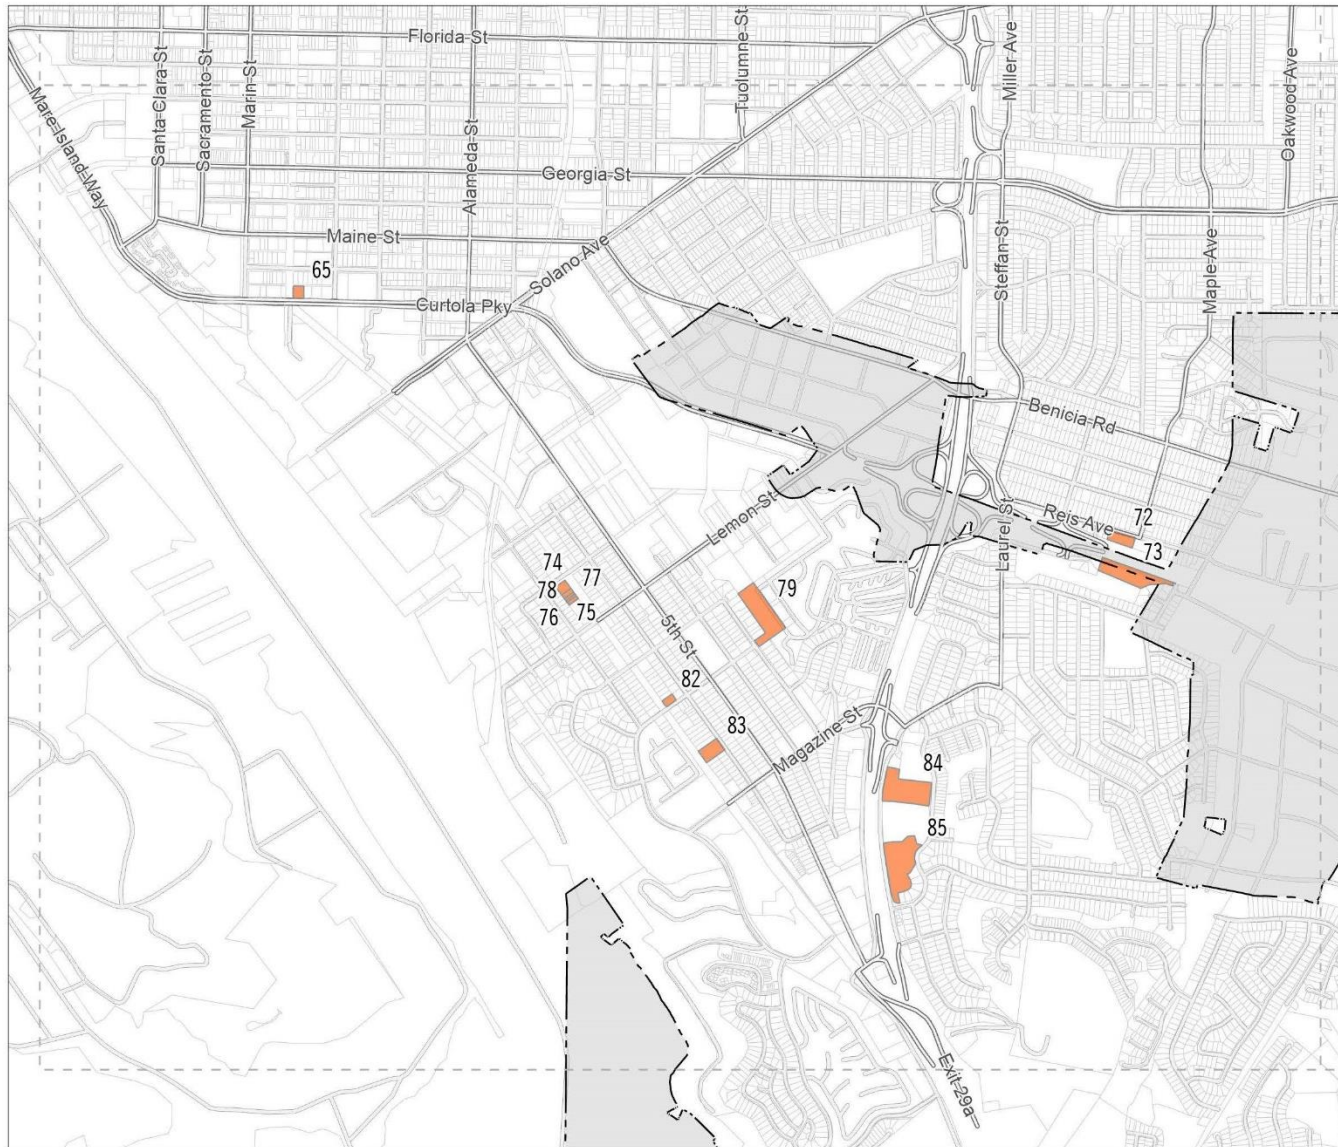 Florida St
Tuolumne St
Miller Ave
Oakwood Ave
Santa Clara St
Sacramento St
Marin St
Mare Island Way
Alameda St
Georgia St
Maine St
Solano Ave
Steffan St
Maple Ave
65
Curtola Pky
Benicia Rd
Lemon St
Laurel St
Reis Ave
72
73
74
77
78
75
76
79
5th St
82
83
Magazine St
84
85
Exit 29a